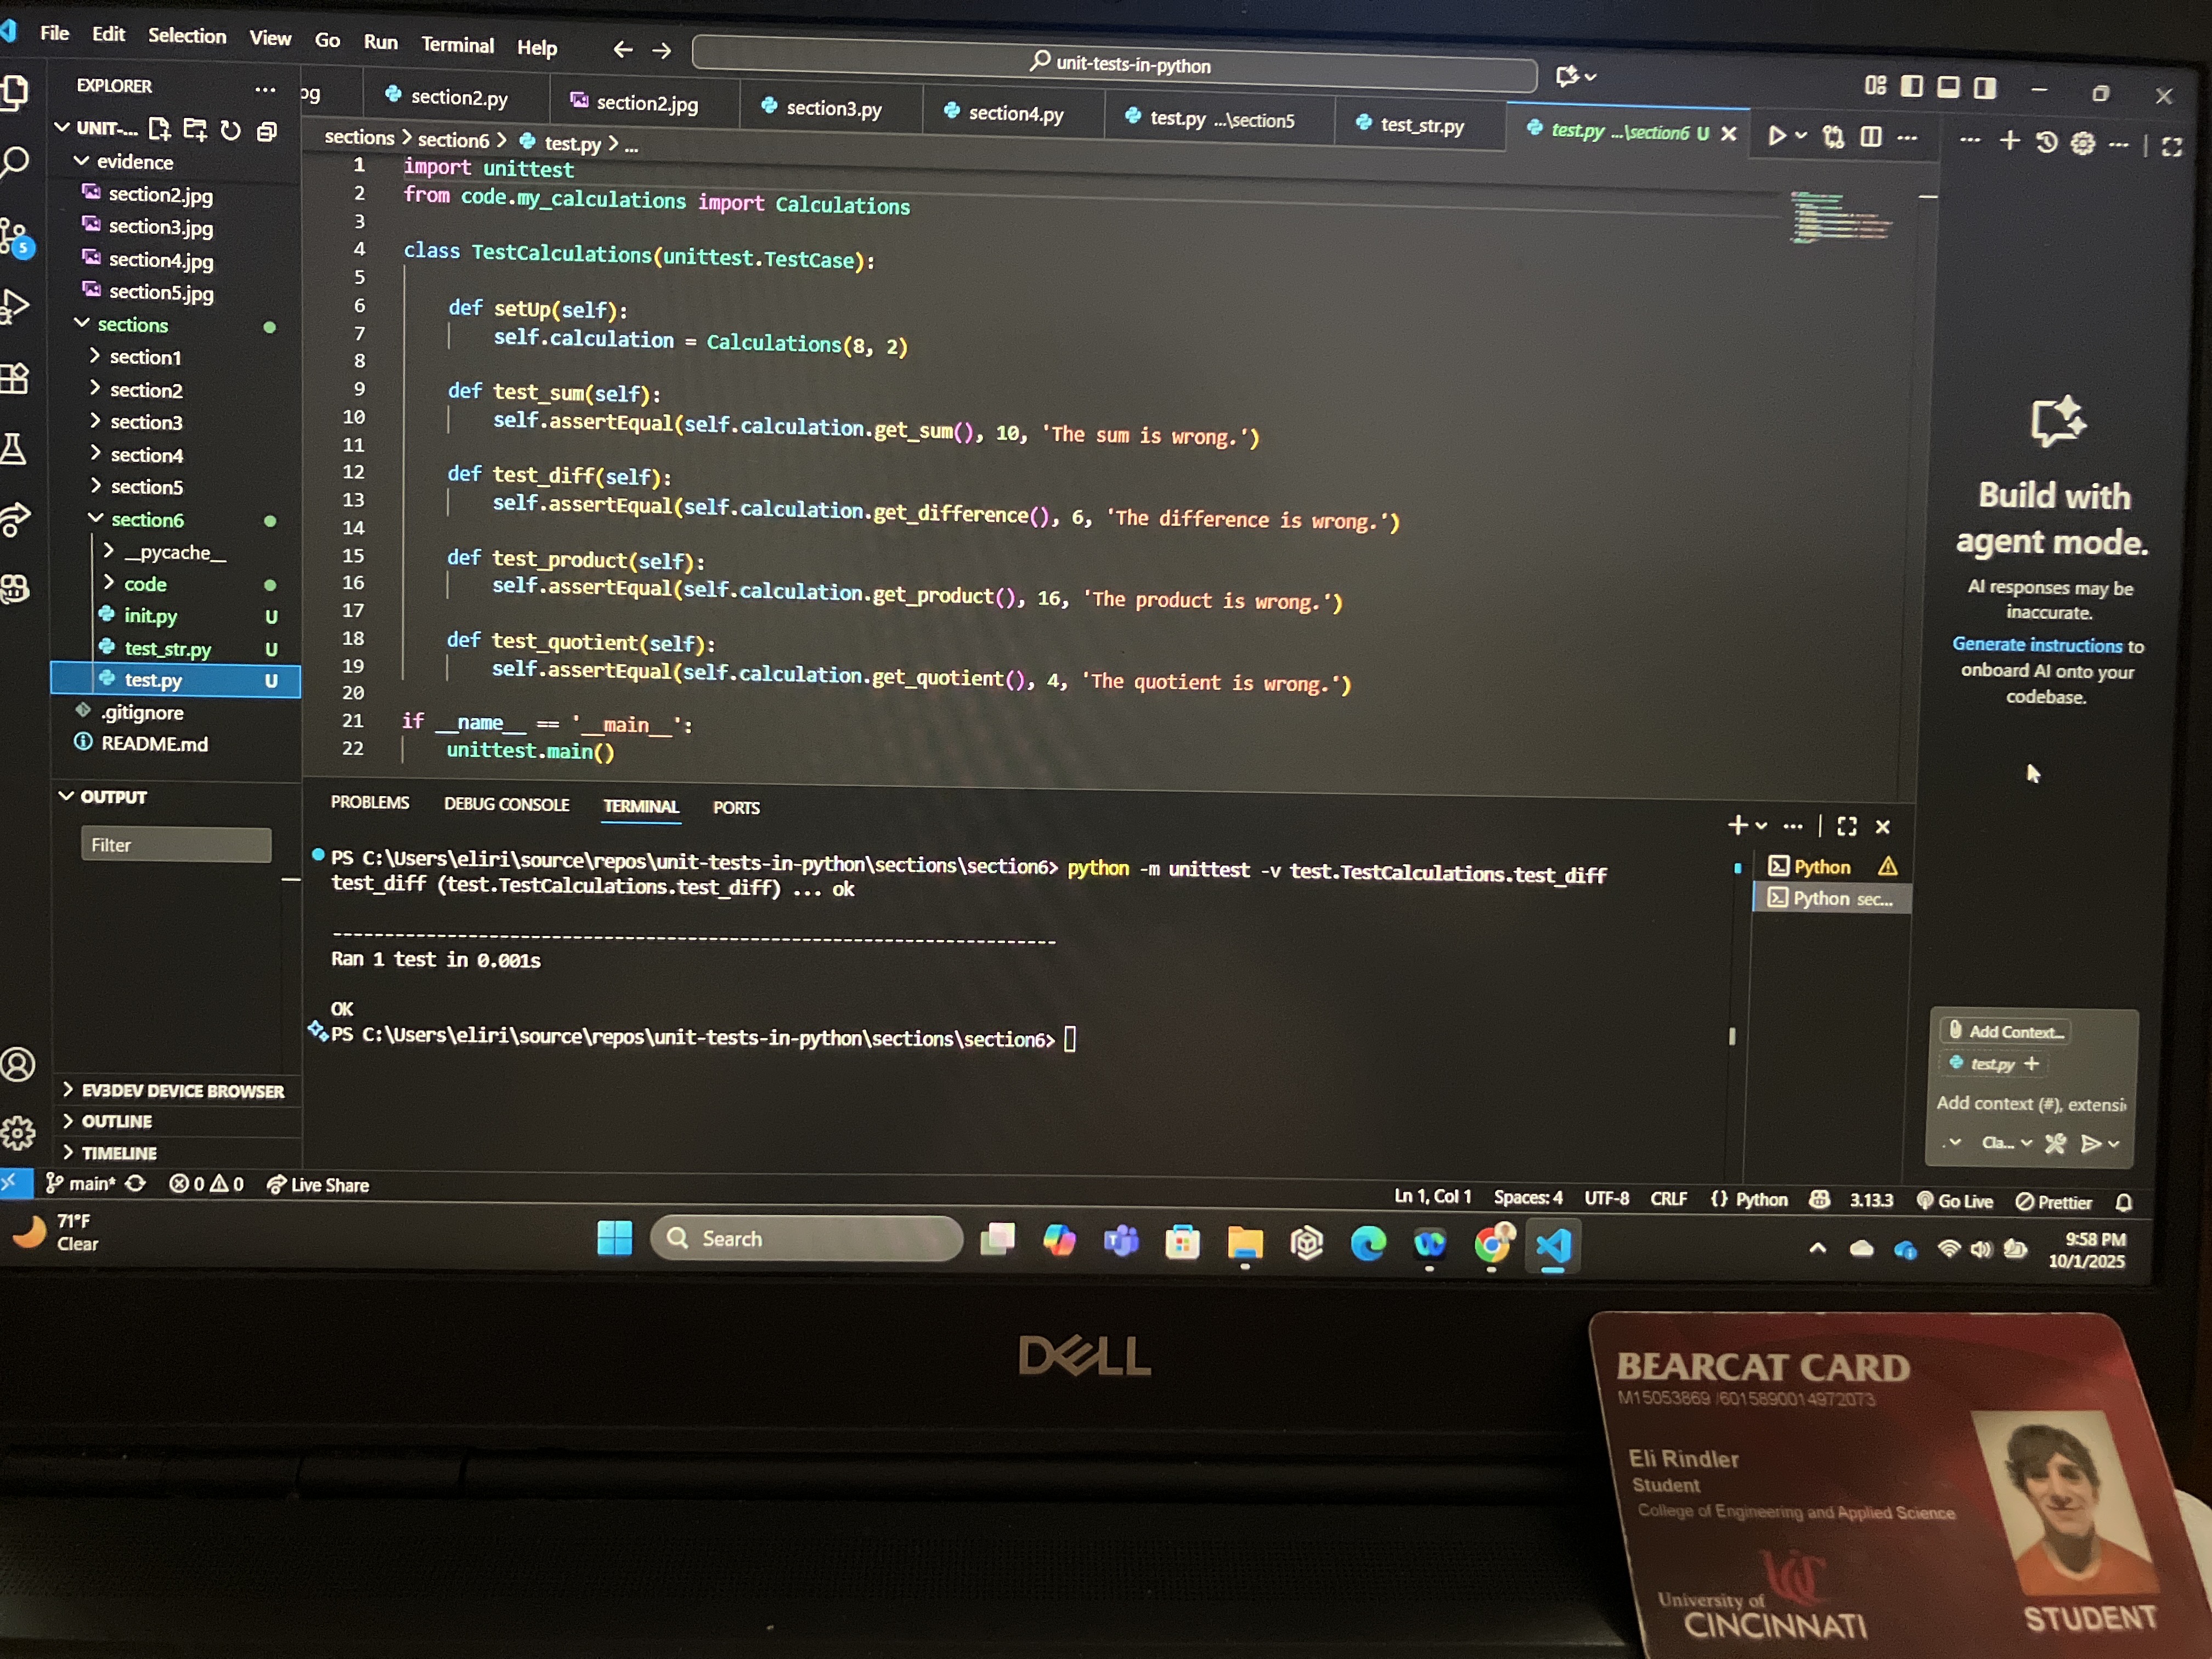 File Edit Selection View Go Run Terminal Help
unit-tests-in-python
EXPLORER
UNIT-...
evidence
section2.jpg
section3.jpg
section4.jpg
section5.jpg
sections
section1
section2
section3
section4
section5
section6
__pycache__
code
init.py U
test_str.py U
test.py U
.gitignore
README.md
OUTPUT
Filter
EV3DEV DEVICE BROWSER
OUTLINE
TIMELINE
5
section2.py section2.jpg section3.py section4.py test.py ...\section5 test_str.py test.py ...\section6 U
sections > section6 > test.py > ...
1 import unittest
2 from code.my_calculations import Calculations
3
4 class TestCalculations(unittest.TestCase):
5
6 def setUp(self):
7 self.calculation = Calculations(8, 2)
8
9 def test_sum(self):
10 self.assertEqual(self.calculation.get_sum(), 10, 'The sum is wrong.')
11
12 def test_diff(self):
13 self.assertEqual(self.calculation.get_difference(), 6, 'The difference is wrong.')
14
15 def test_product(self):
16 self.assertEqual(self.calculation.get_product(), 16, 'The product is wrong.')
17
18 def test_quotient(self):
19 self.assertEqual(self.calculation.get_quotient(), 4, 'The quotient is wrong.')
20
21 if __name__ == '__main__':
22 unittest.main()
PROBLEMS DEBUG CONSOLE TERMINAL PORTS
PS C:\Users\eliri\source\repos\unit-tests-in-python\sections\section6> python -m unittest -v test.TestCalculations.test_diff
test_diff (test.TestCalculations.test_diff) ... ok
----------------------------------------------------------------------
Ran 1 test in 0.001s
OK
PS C:\Users\eliri\source\repos\unit-tests-in-python\sections\section6>
Python
Python sec...
Build with
agent mode.
AI responses may be
inaccurate.
Generate instructions to
onboard AI onto your
codebase.
Add Context...
test.py +
Add context (#), extensi
Cla...
main* 0 0 Live Share
Ln 1, Col 1 Spaces: 4 UTF-8 CRLF {} Python 3.13.3 Go Live Prettier
71°F
Clear
Search
9:58 PM
10/1/2025
DELL
BEARCAT CARD
M15053869 /6015890014972073
Eli Rindler
Student
College of Engineering and Applied Science
UC
University of
CINCINNATI
STUDENT